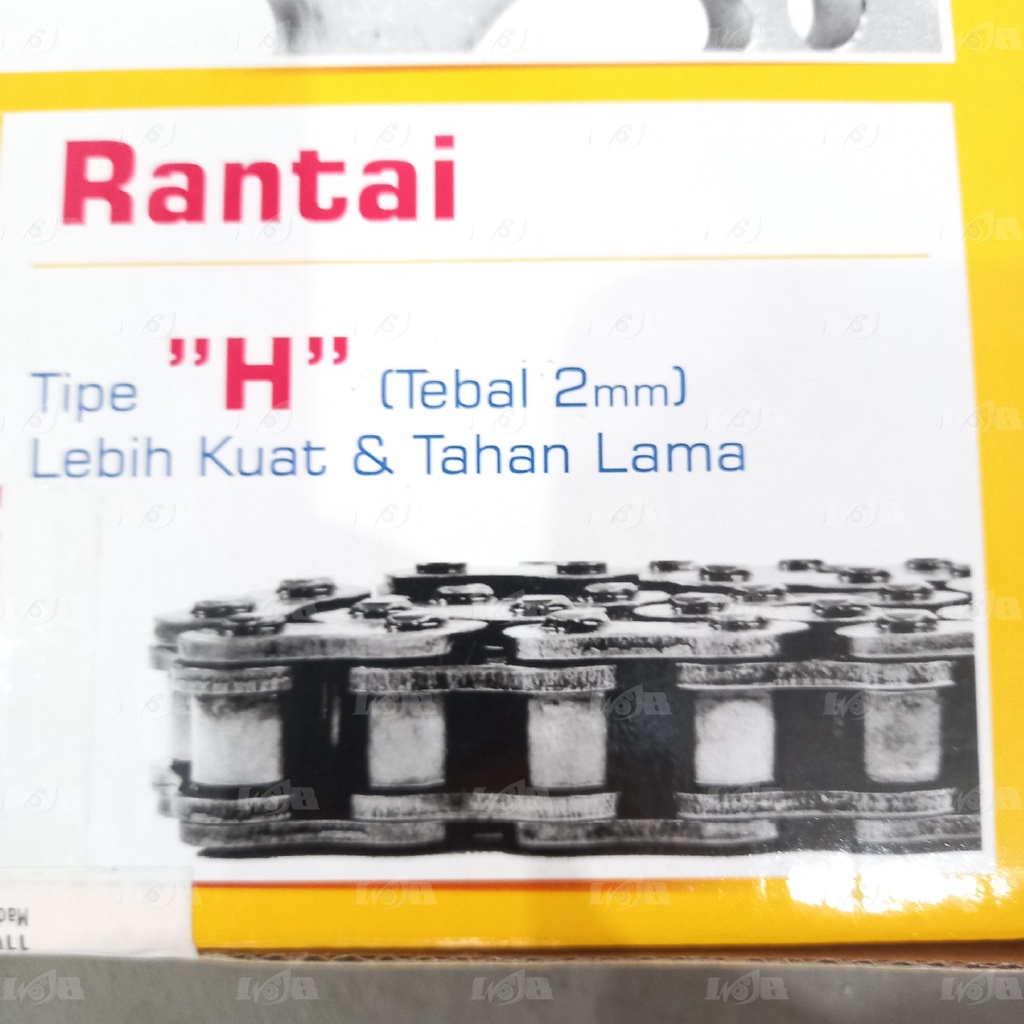 Rantai
Tipe ”H” (Tebal 2mm)
Lebih Kuat & Tahan Lama